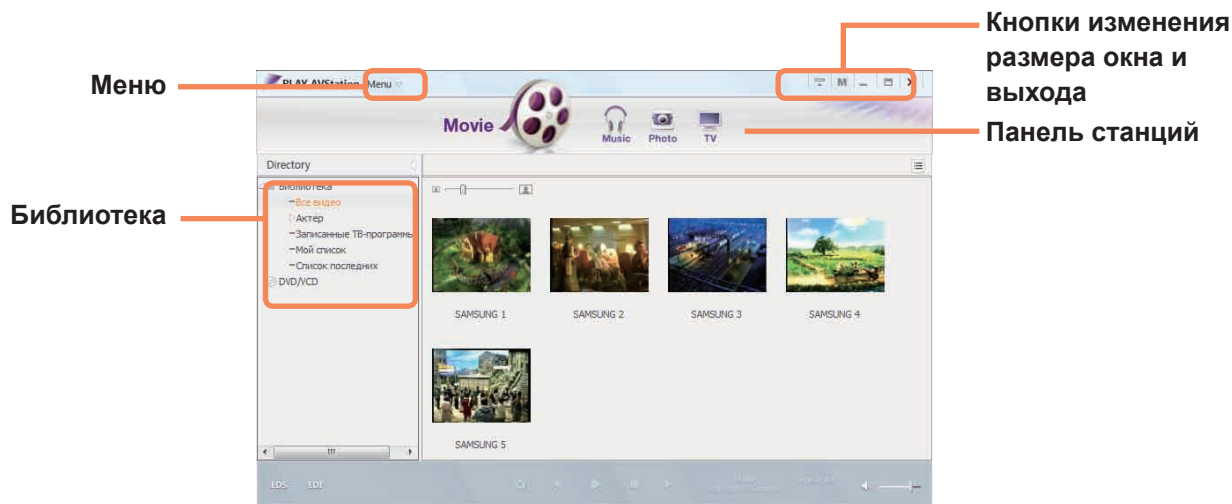 Кнопки изменения
размера окна и
выхода
Меню
PLAY AVStation Menu
M
Movie
Music Photo TV
Панель станций
Directory
Библиотека
Библиотека
Все видео
Актер
Записанные ТВ-программы
Мой список
Список последних
DVD/VCD
SAMSUNG 1 SAMSUNG 2 SAMSUNG 3 SAMSUNG 4
SAMSUNG 5
EDS EDI